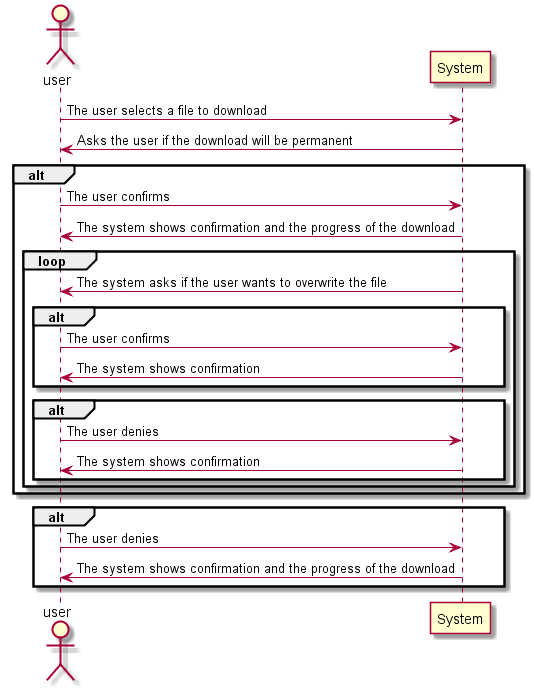 user
System
The user selects a file to download
Asks the user if the download will be permanent
alt
The user confirms
The system shows confirmation and the progress of the download
loop
The system asks if the user wants to overwrite the file
alt
The user confirms
The system shows confirmation
alt
The user denies
The system shows confirmation
alt
The user denies
The system shows confirmation and the progress of the download
user
System